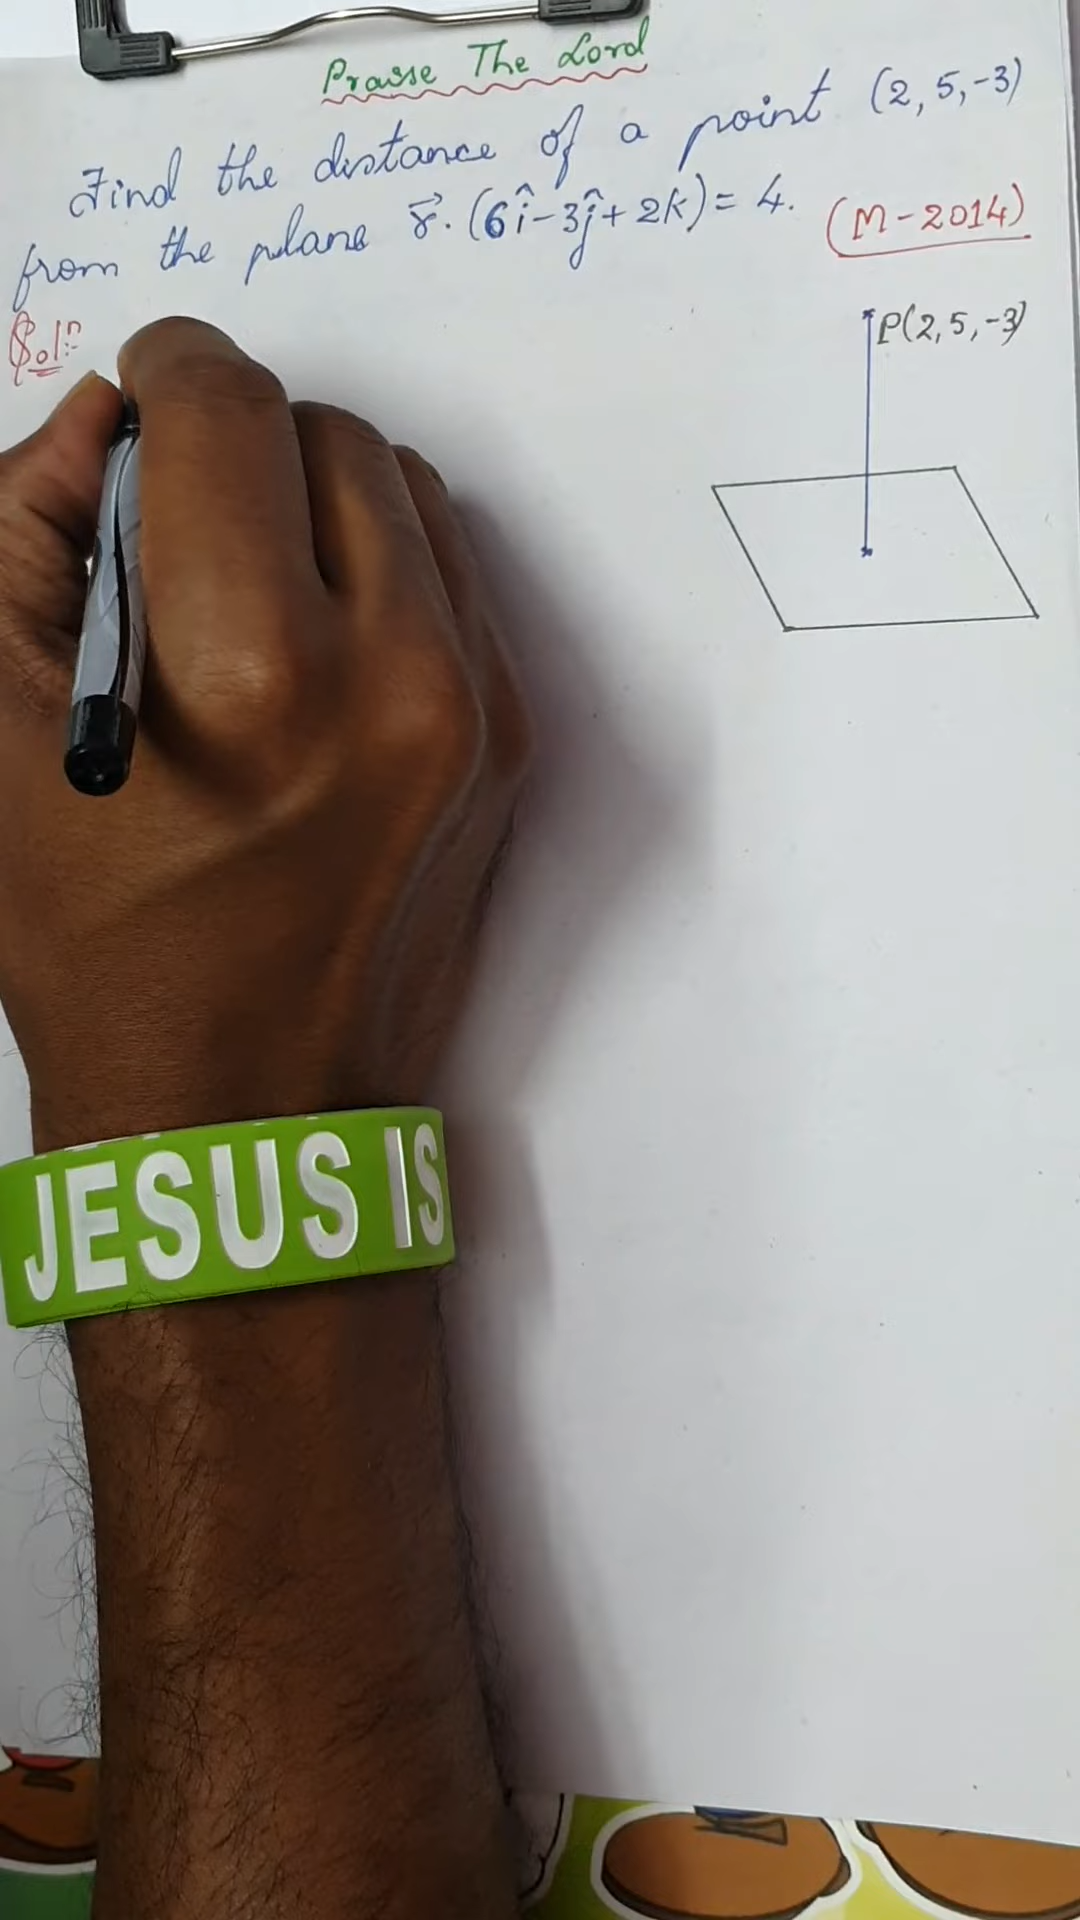 Praise The Lord
Find the distance of a point (2, 5, -3)
from the plane r⃗. (6î - 3ĵ + 2k) = 4. (M - 2014)
Solⁿ:-
P(2, 5, -3)
JESUS IS